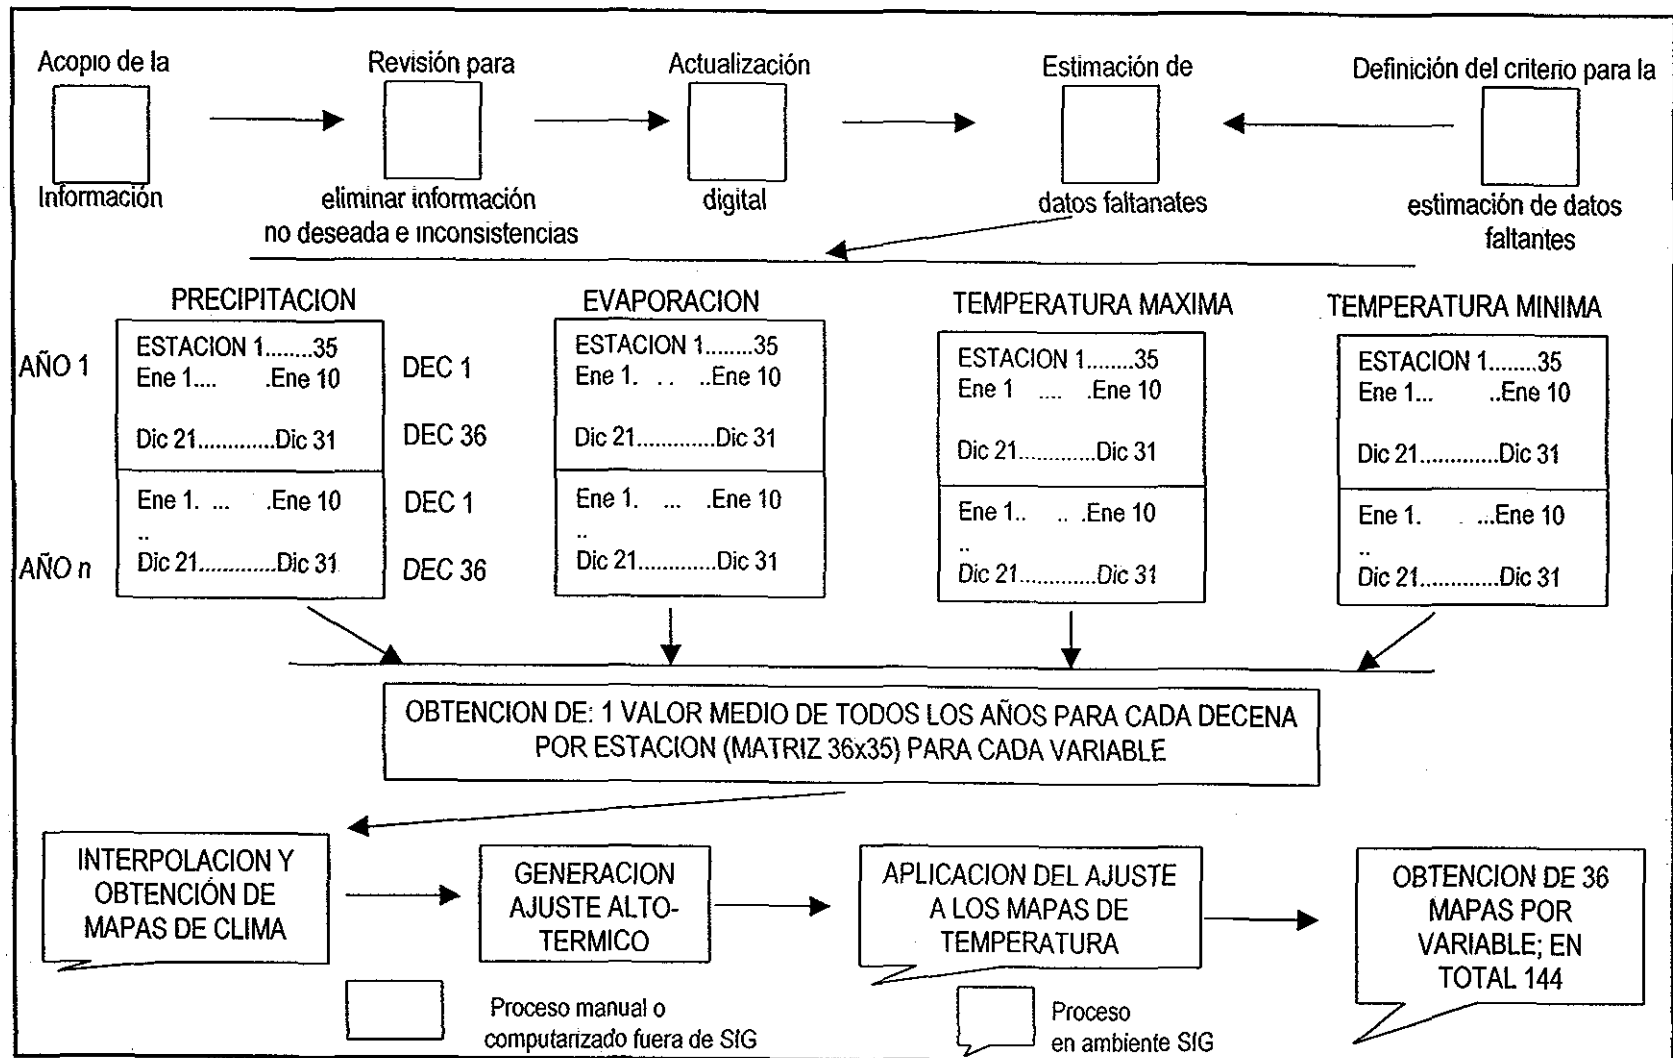 Acopio de la
Información
Revisión para
eliminar información
no deseada e inconsistencias
Actualización
digital
Estimación de
datos faltanates
Definición del criterio para la
estimación de datos
faltantes
PRECIPITACION
EVAPORACION
TEMPERATURA MAXIMA
TEMPERATURA MINIMA
AÑO 1
ESTACION 1........35
Ene 1.... .Ene 10
Dic 21.............Dic 31
Ene 1. ... .Ene 10
..
Dic 21.............Dic 31
AÑO n
DEC 1
DEC 36
DEC 1
DEC 36
ESTACION 1........35
Ene 1. . . ..Ene 10
Dic 21.............Dic 31
Ene 1. ... .Ene 10
..
Dic 21.............Dic 31
ESTACION 1........35
Ene 1 .... .Ene 10
Dic 21.............Dic 31
Ene 1.. .. .Ene 10
..
Dic 21.............Dic 31
ESTACION 1........35
Ene 1... ..Ene 10
Dic 21.............Dic 31
Ene 1. . ...Ene 10
..
Dic 21.............Dic 31
OBTENCION DE: 1 VALOR MEDIO DE TODOS LOS AÑOS PARA CADA DECENA
POR ESTACION (MATRIZ 36x35) PARA CADA VARIABLE
INTERPOLACION Y
OBTENCIÓN DE
MAPAS DE CLIMA
GENERACION
AJUSTE ALTO-
TERMICO
APLICACION DEL AJUSTE
A LOS MAPAS DE
TEMPERATURA
OBTENCION DE 36
MAPAS POR
VARIABLE; EN
TOTAL 144
Proceso manual o
computarizado fuera de SIG
Proceso
en ambiente SIG